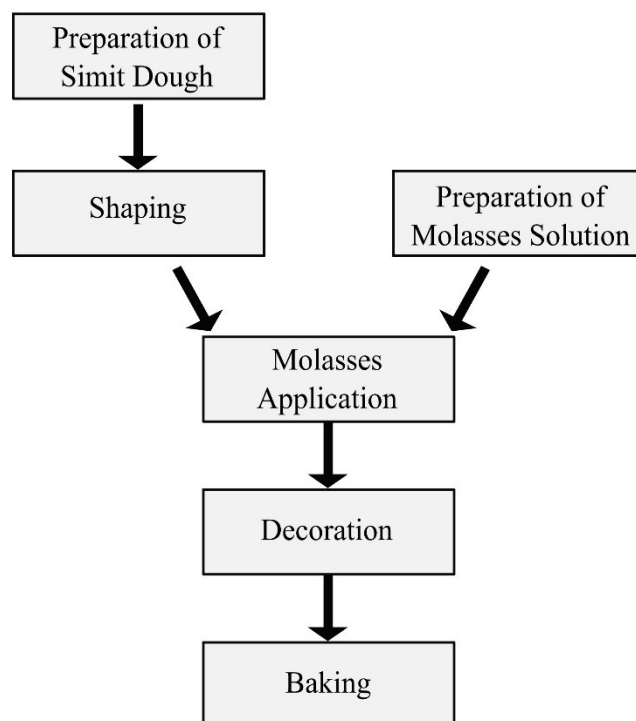 Preparation of
Simit Dough
Shaping
Preparation of
Molasses Solution
Molasses
Application
Decoration
Baking